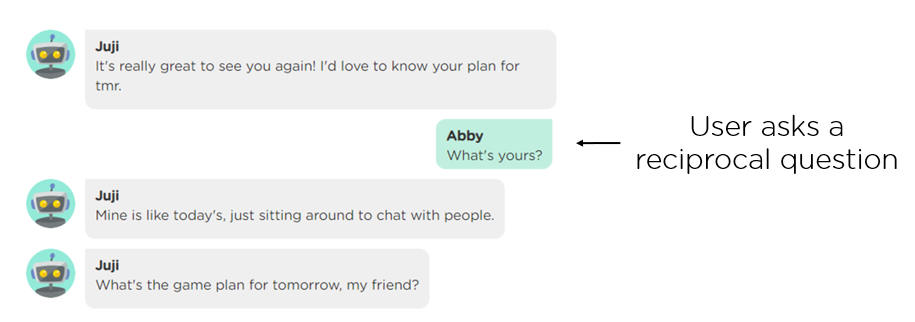 Juji
It's really great to see you again! I'd love to know your plan for
tmr.
Abby
What's yours?
User asks a
reciprocal question
Juji
Mine is like today's, just sitting around to chat with people.
Juji
What's the game plan for tomorrow, my friend?